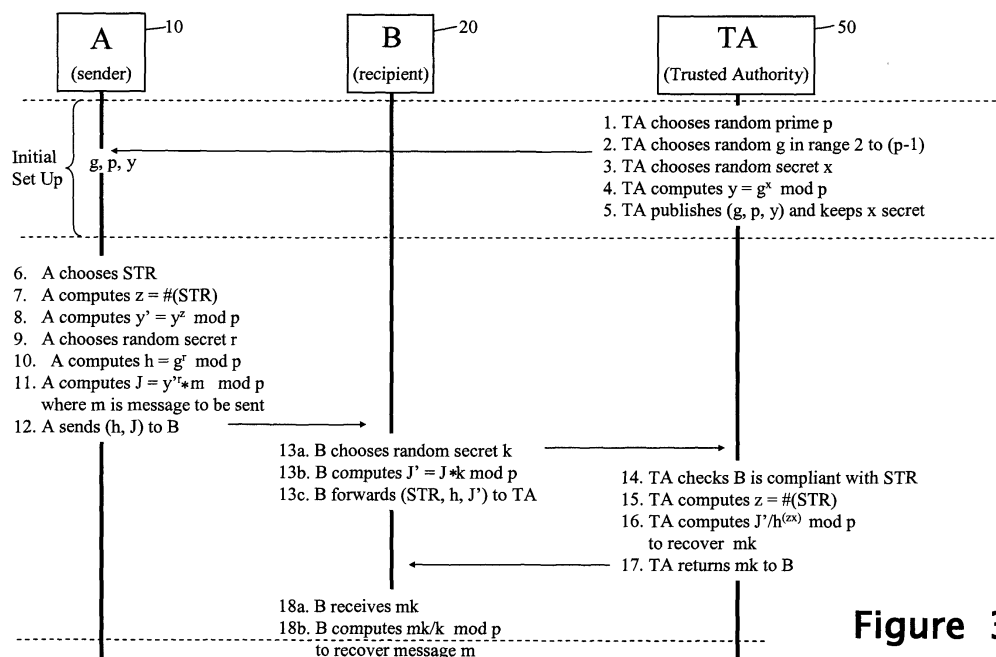 A
(sender)
10
B
(recipient)
20
TA
(Trusted Authority)
50
Initial
Set Up
g, p, y
1. TA chooses random prime p
2. TA chooses random g in range 2 to (p-1)
3. TA chooses random secret x
4. TA computes y = gˣ mod p
5. TA publishes (g, p, y) and keeps x secret
6. A chooses STR
7. A computes z = #(STR)
8. A computes y' = yᶻ mod p
9. A chooses random secret r
10. A computes h = gʳ mod p
11. A computes J = y'ʳ*m mod p
where m is message to be sent
12. A sends (h, J) to B
13a. B chooses random secret k
13b. B computes J' = J*k mod p
13c. B forwards (STR, h, J') to TA
14. TA checks B is compliant with STR
15. TA computes z = #(STR)
16. TA computes J'/h⁽ᶻˣ⁾ mod p
to recover mk
17. TA returns mk to B
18a. B receives mk
18b. B computes mk/k mod p
to recover message m
Figure 3